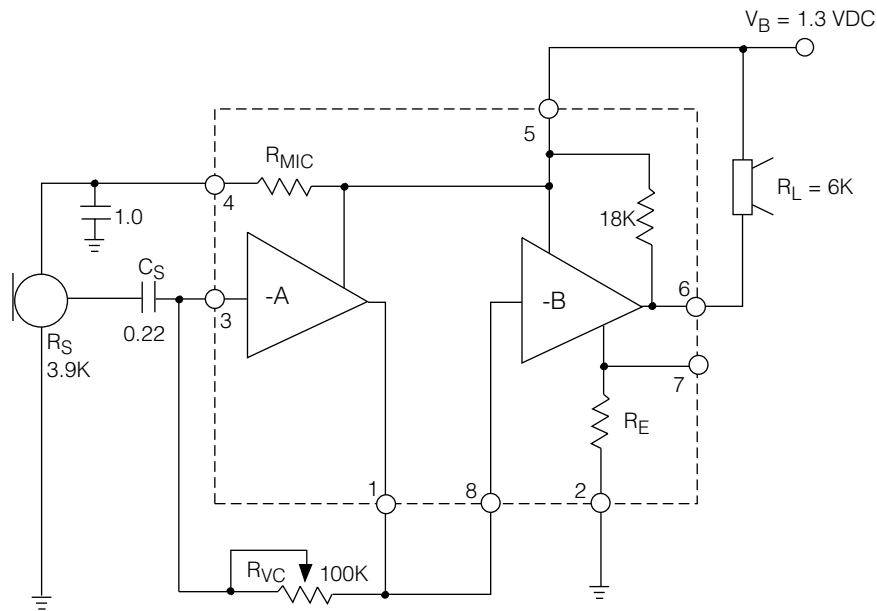 V_B = 1.3 VDC
5
R_MIC
4
1.0
18K
R_L = 6K
C_S
3
-A
-B
6
0.22
R_S
3.9K
7
R_E
1
8
2
R_VC
100K